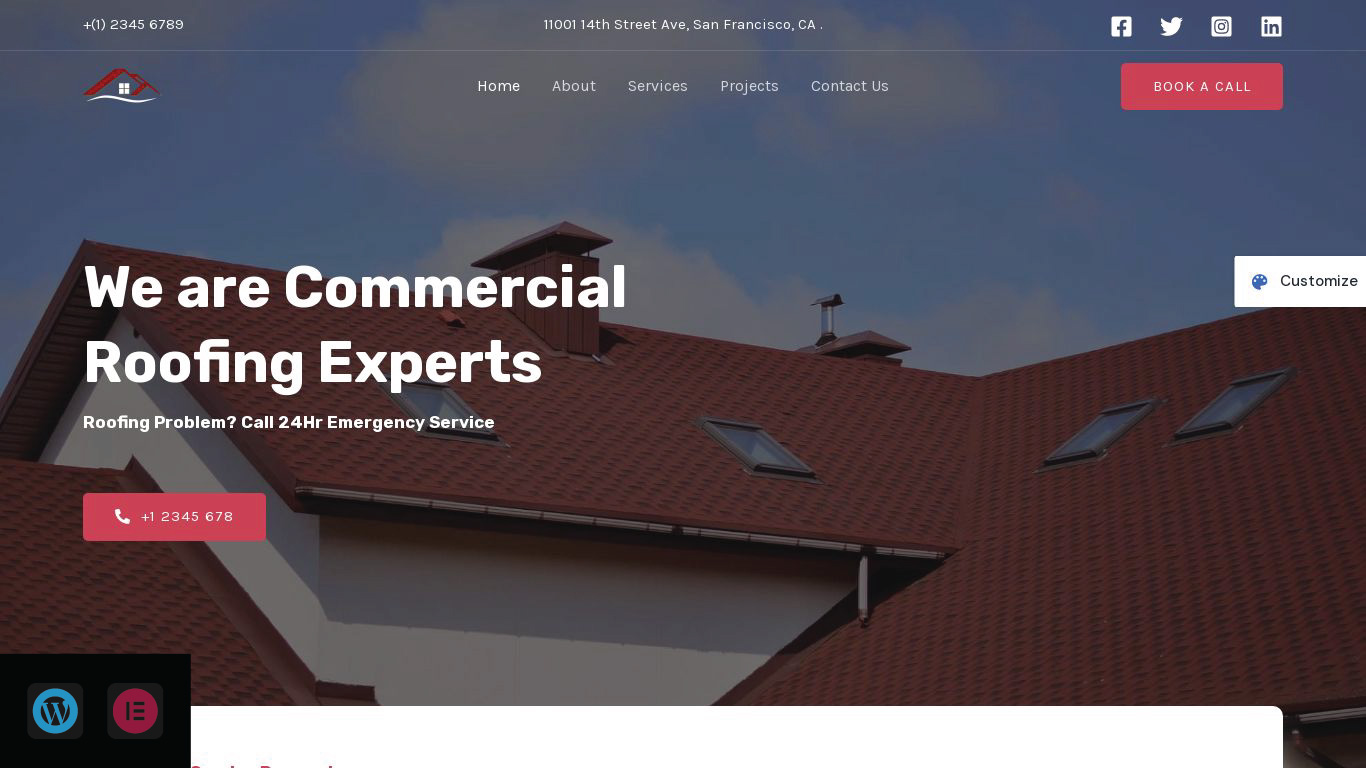 +(1) 2345 6789
11001 14th Street Ave, San Francisco, CA .
Home About Services Projects Contact Us
BOOK A CALL
Customize
We are Commercial
Roofing Experts
Roofing Problem? Call 24Hr Emergency Service
+1 2345 678